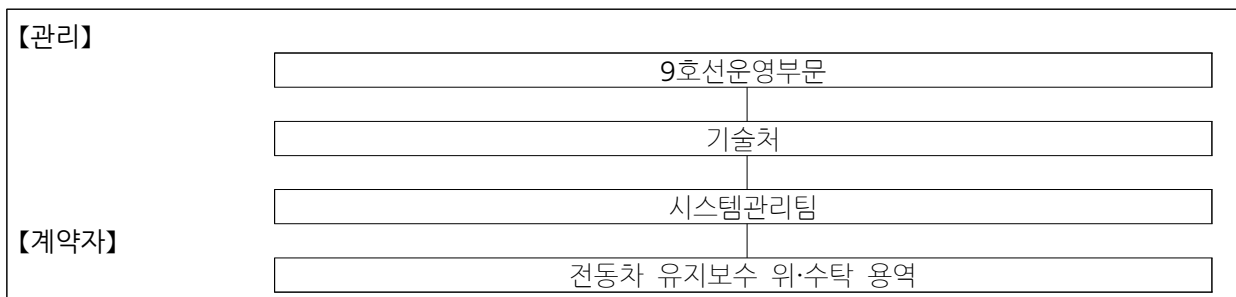 【관리】
9호선운영부문
기술처
시스템관리팀
【계약자】
전동차 유지보수 위·수탁 용역